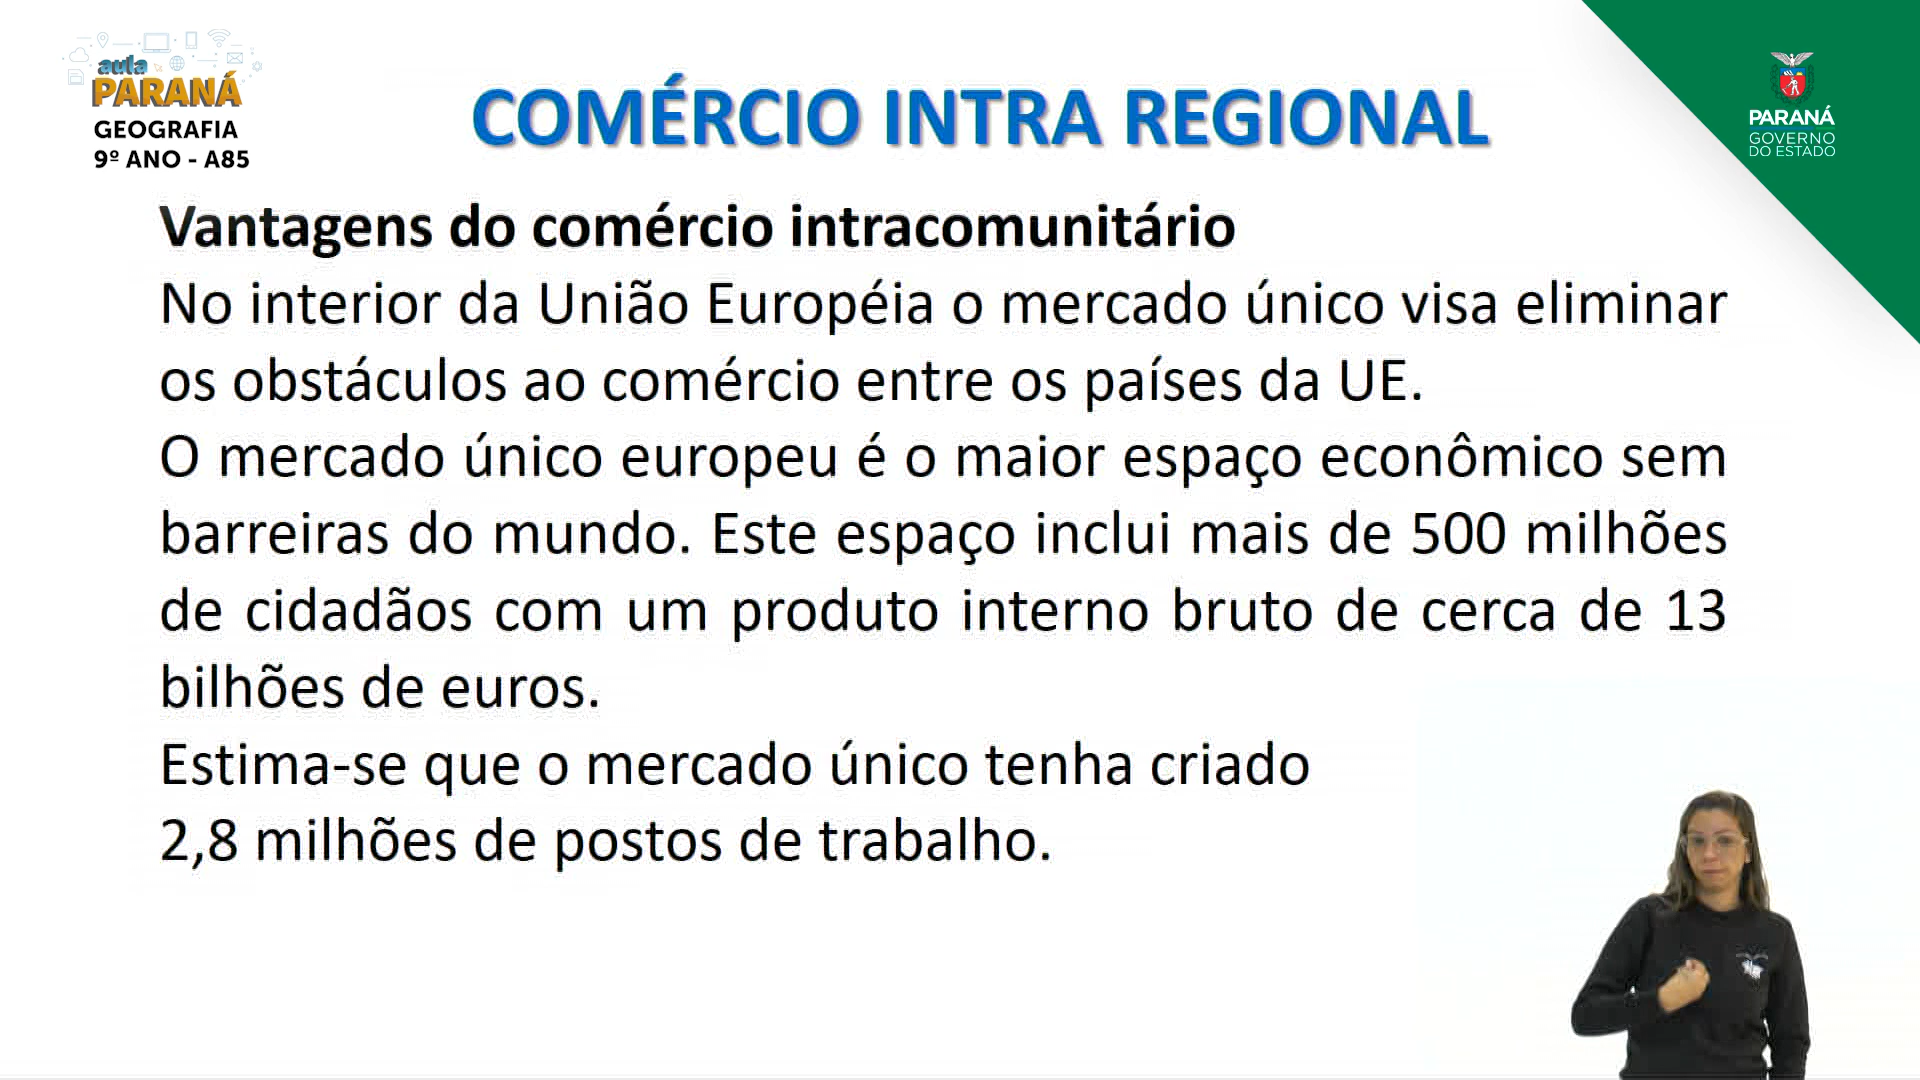 aula
PARANÁ
GEOGRAFIA
9º ANO - A85
COMÉRCIO INTRA REGIONAL
PARANÁ
GOVERNO
DO ESTADO
Vantagens do comércio intracomunitário
No interior da União Européia o mercado único visa eliminar
os obstáculos ao comércio entre os países da UE.
O mercado único europeu é o maior espaço econômico sem
barreiras do mundo. Este espaço inclui mais de 500 milhões
de cidadãos com um produto interno bruto de cerca de 13
bilhões de euros.
Estima-se que o mercado único tenha criado
2,8 milhões de postos de trabalho.